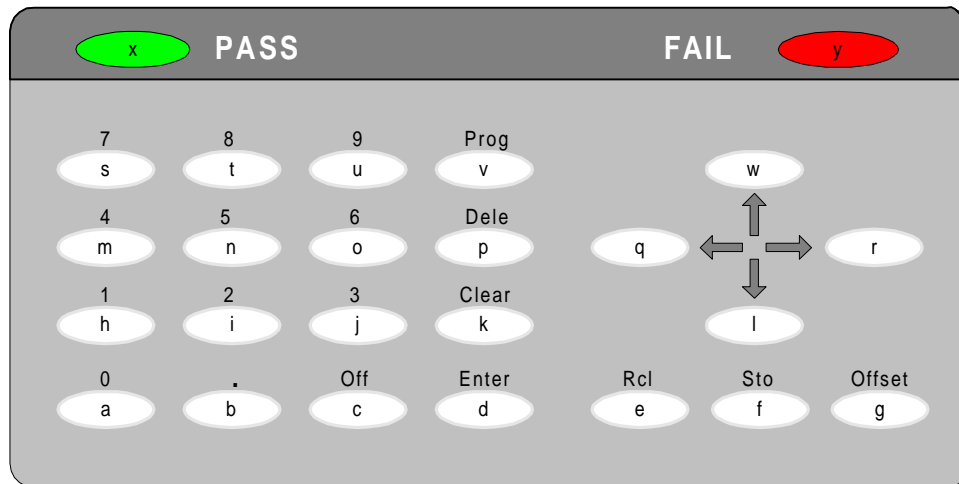 x PASS FAIL y
7 8 9 Prog
s t u v w
4 5 6 Dele
m n o p q r
1 2 3 Clear
h i j k l
0 . Off Enter Rcl Sto Offset
a b c d e f g